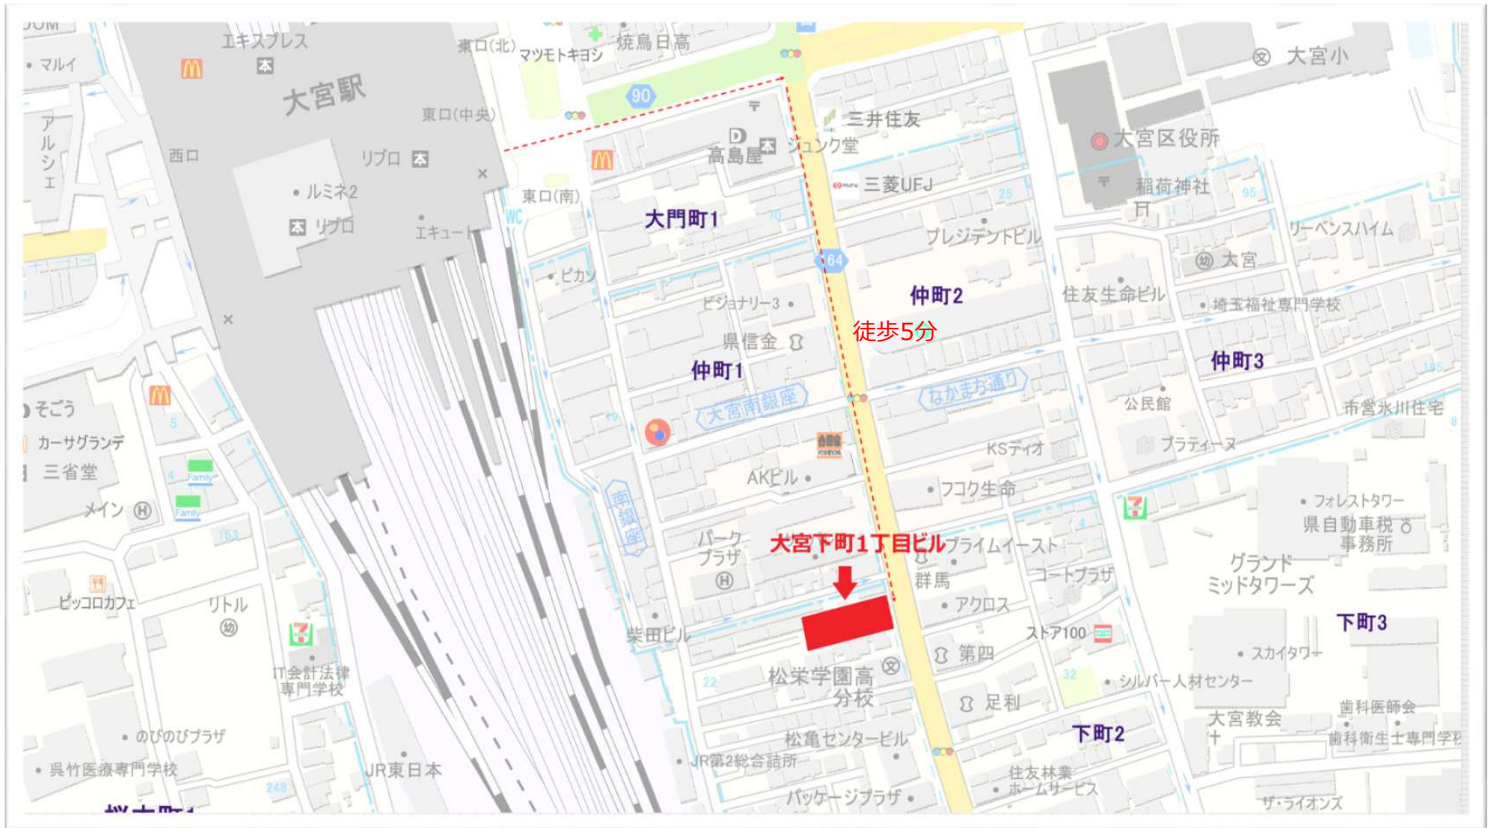 エキスプレス
マルイ
東口(北)
マツモトキヨシ
焼鳥日高
大宮小
大宮駅
90
東口(中央)
アルシェ
西口
リブロ
高島屋
ジュンク堂
三井住友
大宮区役所
ルミネ2
東口(南)
三菱UFJ
稲荷神社
25
95
WC
大門町1
70
リブロ
エキュート
プレジデントビル
リーベンスハイム
ピカソ
164
大宮
ビジョナリー3
仲町2
住友生命ビル
埼玉福祉専門学校
徒歩5分
県信金
仲町1
仲町3
大宮南銀座
なかまち通り
公民館
市営氷川住宅
そごう
5
カーサグランデ
三省堂
4
Family
Family
メイン
KSディオ
プラティーヌ
8
AKビル
フコク生命
南銀座
フォレストタワー
県自動車税
事務所
163
パーク
プラザ
大宮下町1丁目ビル
プライムイースト
4
群馬
コートプラザ
グランド
ミッドタワーズ
ピッコロカフェ
リトル
アクロス
ストア100
下町3
柴田ビル
第四
スカイタワー
IT会計法律
専門学校
22
松栄学園高
分校
32
シルバー人材センター
足利
大宮教会
歯科医師会
歯科衛生士専門学校
のびのびプラザ
松亀センタービル
下町2
呉竹医療専門学校
JR東日本
JR第2総合詰所
住友林業
ホームサービス
248
パッケージプラザ
ザ・ライオンズ